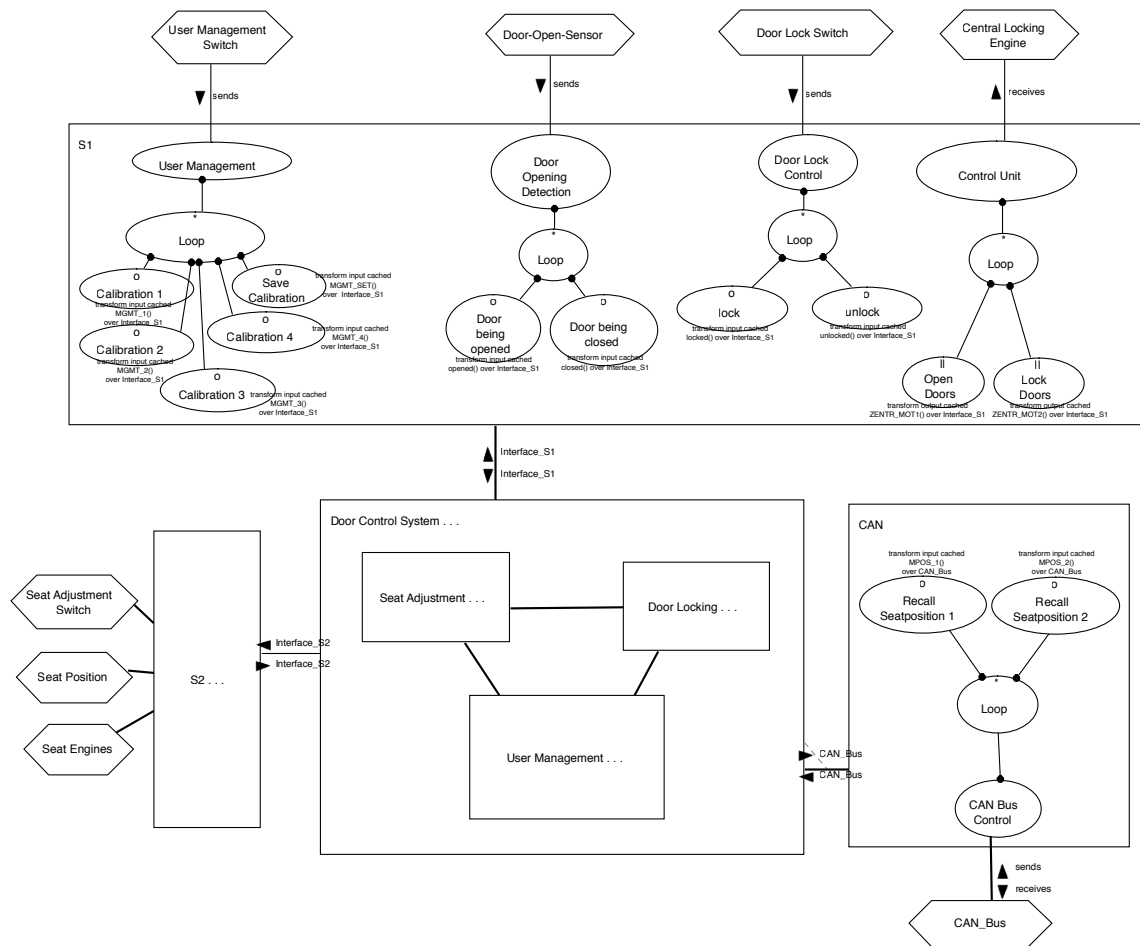 User Management
Switch
Door-Open-Sensor
Door Lock Switch
Central Locking
Engine
sends
sends
sends
receives
S1
User Management
*
Loop
O
Calibration 1
transform input cached
MGMT_1()
over Interface_S1
Calibration 2
transform input cached
MGMT_2()
over Interface_S1
O
Calibration 3
transform input cached
MGMT_3()
over Interface_S1
O
Calibration 4
transform input cached
MGMT_4()
over Interface_S1
O
Save
Calibration
transform input cached
MGMT_SET()
over Interface_S1
Door
Opening
Detection
*
Loop
O
Door
being
opened
transform input cached
opened() over Interface_S1
O
Door being
closed
transform input cached
closed() over Interface_S1
Door Lock
Control
*
Loop
O
lock
transform input cached
locked() over Interface_S1
O
unlock
transform input cached
unlocked() over Interface_S1
Control Unit
*
Loop
||
Open
Doors
transform output cached
ZENTR_MOT1() over Interface_S1
||
Lock
Doors
transform output cached
ZENTR_MOT2() over Interface_S1
Interface_S1
Interface_S1
Door Control System . . .
Seat Adjustment . . .
Door Locking . . .
User Management . . .
Seat Adjustment
Switch
Seat Position
Seat Engines
S2 . . .
Interface_S2
Interface_S2
CAN_Bus
CAN_Bus
CAN
transform input cached
MPOS_1()
over CAN_Bus
O
Recall
Seatposition 1
transform input cached
MPOS_2()
over CAN_Bus
O
Recall
Seatposition 2
*
Loop
CAN Bus
Control
sends
receives
CAN_Bus